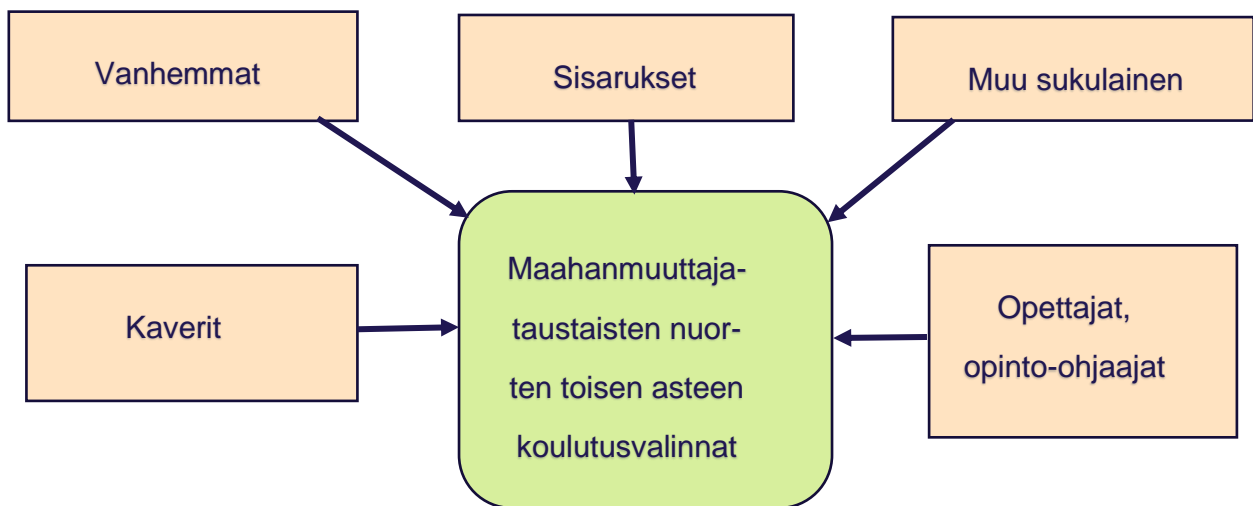 Vanhemmat
Sisarukset
Muu sukulainen
Kaverit
Maahanmuuttaja-
taustaisten nuor-
ten toisen asteen
koulutusvalinnat
Opettajat,
opinto-ohjaajat